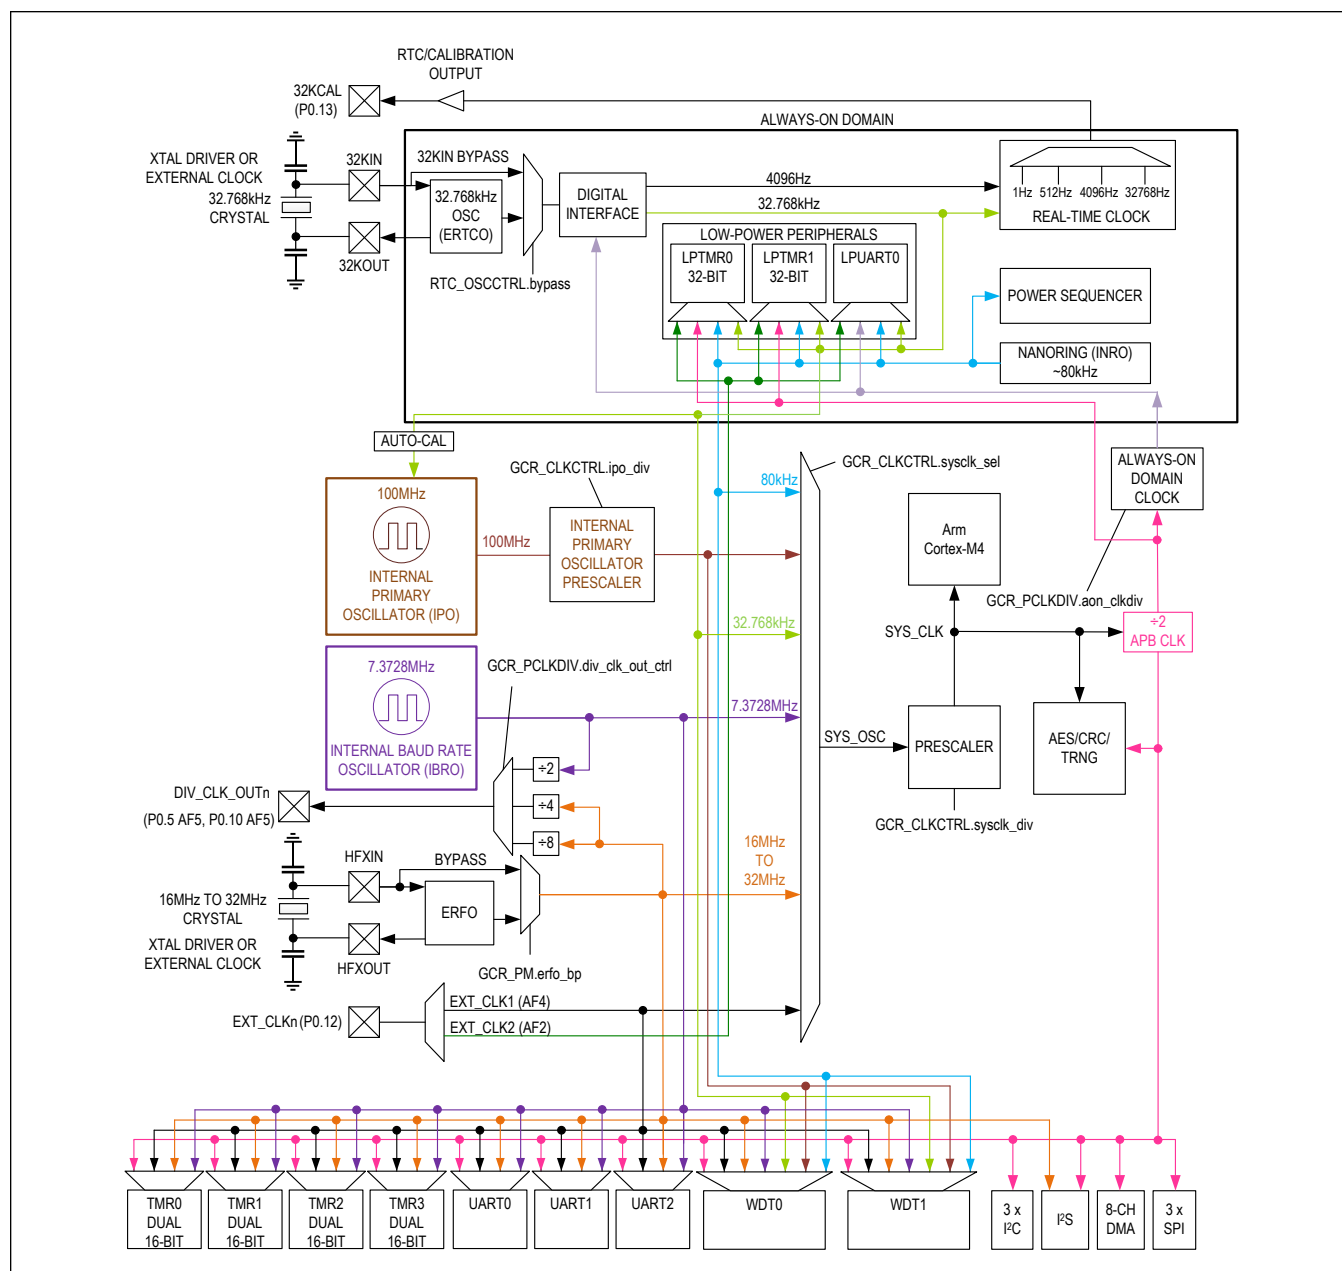 RTC/CALIBRATION
OUTPUT
32KCAL
(P0.13)
ALWAYS-ON DOMAIN
XTAL DRIVER OR
EXTERNAL CLOCK
32.768kHz
CRYSTAL
32KIN
32KOUT
32KIN BYPASS
32.768kHz
OSC
(ERTCO)
RTC_OSCCTRL.bypass
DIGITAL
INTERFACE
4096Hz
32.768kHz
1Hz
512Hz
4096Hz
32768Hz
REAL-TIME CLOCK
LOW-POWER PERIPHERALS
LPTMR0
32-BIT
LPTMR1
32-BIT
LPUART0
POWER SEQUENCER
NANORING (INRO)
~80kHz
AUTO-CAL
100MHz
INTERNAL
PRIMARY
OSCILLATOR (IPO)
100MHz
GCR_CLKCTRL.ipo_div
INTERNAL
PRIMARY
OSCILLATOR
PRESCALER
80kHz
GCR_CLKCTRL.sysclk_sel
Arm
Cortex-M4
ALWAYS-ON
DOMAIN
CLOCK
GCR_PCLKDIV.aon_clkdiv
32.768kHz
SYS_CLK
÷2
APB CLK
7.3728MHz
INTERNAL BAUD RATE
OSCILLATOR (IBRO)
GCR_PCLKDIV.div_clk_out_ctrl
7.3728MHz
SYS_OSC
PRESCALER
AES/CRC/
TRNG
÷2
÷4
÷8
DIV_CLK_OUTn
(P0.5 AF5, P0.10 AF5)
GCR_CLKCTRL.sysclk_div
16MHz
TO
32MHz
HFXIN
BYPASS
16MHz TO 32MHz
CRYSTAL
ERFO
XTAL DRIVER OR
EXTERNAL CLOCK
HFXOUT
GCR_PM.erfo_bp
EXT_CLKn (P0.12)
EXT_CLK1 (AF4)
EXT_CLK2 (AF2)
TMR0
DUAL
16-BIT
TMR1
DUAL
16-BIT
TMR2
DUAL
16-BIT
TMR3
DUAL
16-BIT
UART0
UART1
UART2
WDT0
WDT1
3 x
I²C
I²S
8-CH
DMA
3 x
SPI